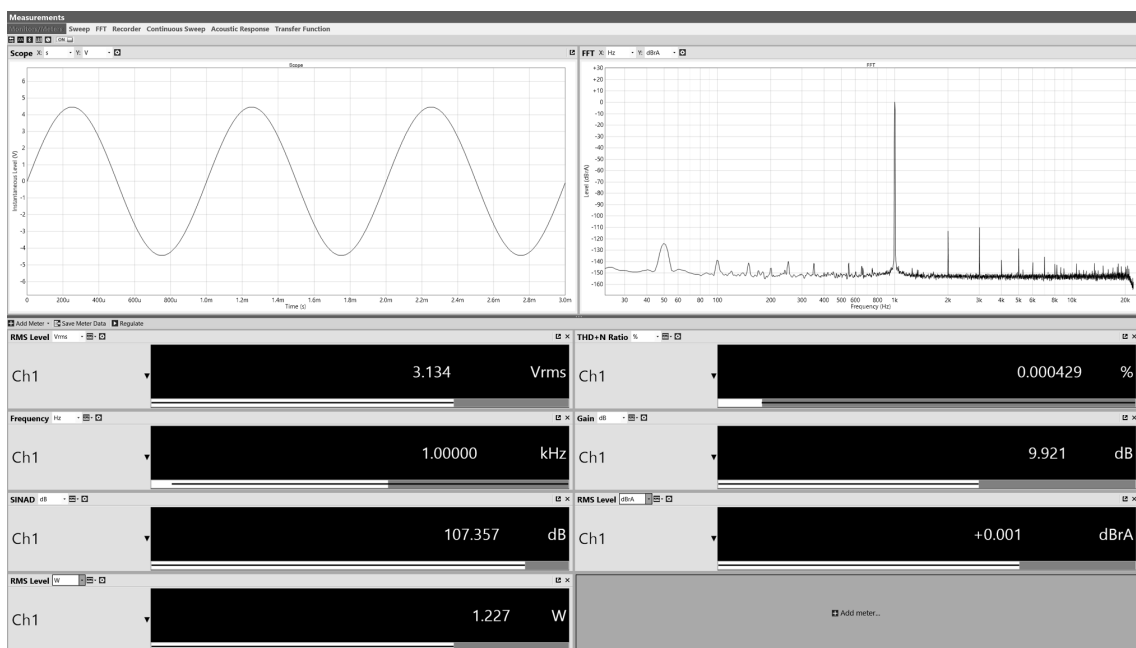 Measurements
Sweep FFT Recorder Continuous Sweep Acoustic Response Transfer Function
ON
Scope X: s Y: V
Scope
6
5
4
3
2
1
0
-1
-2
-3
-4
-5
-6
Instantaneous Level (V)
0 200u 400u 600u 800u 1.0m 1.2m 1.4m 1.6m 1.8m 2.0m 2.2m 2.4m 2.6m 2.8m 3.0m
Time (s)
FFT X: Hz Y: dBrA
FFT
+30
+20
+10
0
-10
-20
-30
-40
-50
-60
-70
-80
-90
-100
-110
-120
-130
-140
-150
-160
Level (dBrA)
30 40 50 60 80 100 200 300 400 500 600 800 1k 2k 3k 4k 5k 6k 8k 10k 20k
Frequency (Hz)
Add Meter Save Meter Data Regulate
RMS Level Vrms
Ch1 3.134 Vrms
THD+N Ratio %
Ch1 0.000429 %
Frequency Hz
Ch1 1.00000 kHz
Gain dB
Ch1 9.921 dB
SINAD dB
Ch1 107.357 dB
RMS Level dBrA
Ch1 +0.001 dBrA
RMS Level W
Ch1 1.227 W
Add meter...